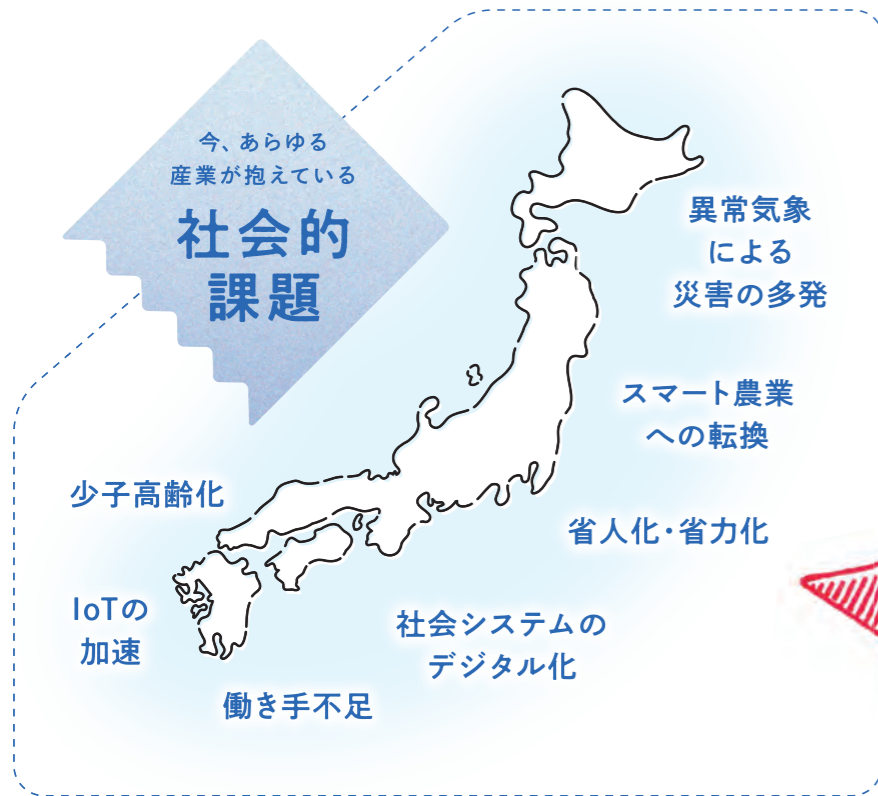 今、あらゆる
産業が抱えている
社会的
課題
異常気象
による
災害の多発
スマート農業
への転換
少子高齢化
省人化・省力化
IoTの
加速
社会システムの
デジタル化
働き手不足